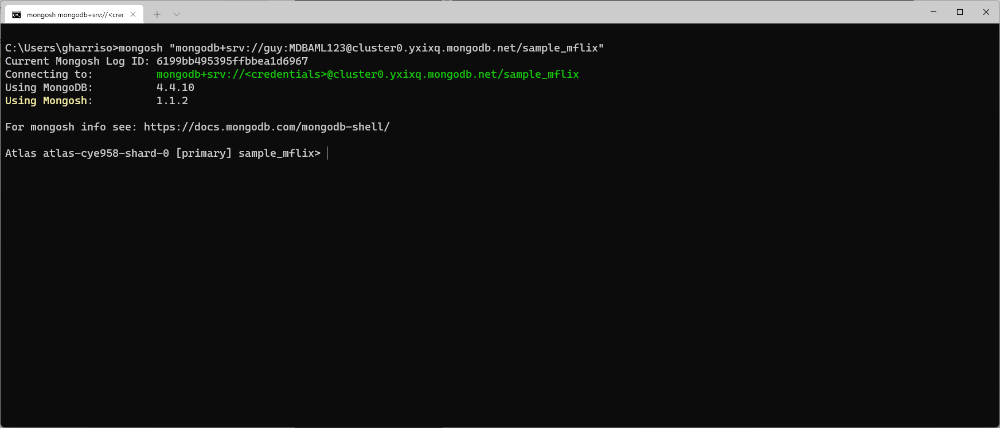 mongosh mongodb+srv://<cre
C:\Users\gharriso>mongosh "mongodb+srv://guy:MDBAML123@cluster0.yxixq.mongodb.net/sample_mflix"
Current Mongosh Log ID: 6199bb495395ffbbea1d6967
Connecting to: mongodb+srv://<credentials>@cluster0.yxixq.mongodb.net/sample_mflix
Using MongoDB: 4.4.10
Using Mongosh: 1.1.2
For mongosh info see: https://docs.mongodb.com/mongodb-shell/
Atlas atlas-cye958-shard-0 [primary] sample_mflix>